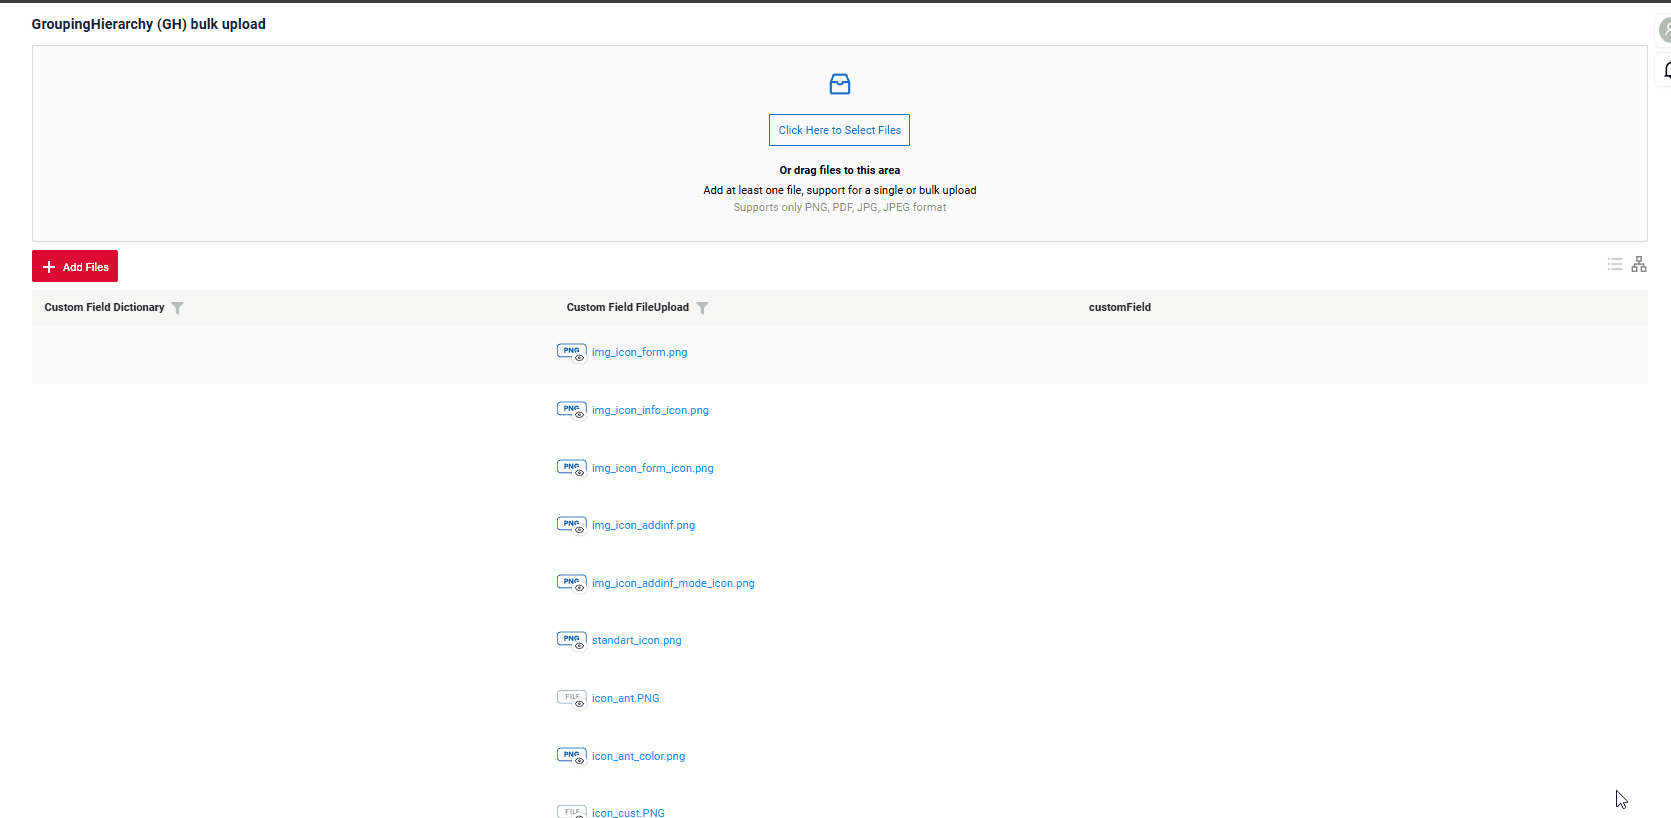 GroupingHierarchy (GH) bulk upload
Click Here to Select Files
Or drag files to this area
Add at least one file, support for a single or bulk upload
Supports only PNG, PDF, JPG, JPEG format
Add Files
Custom Field Dictionary Custom Field FileUpload customField
PNG img_icon_form.png
PNG img_icon_info_icon.png
PNG img_icon_form_icon.png
PNG img_icon_addinf.png
PNG img_icon_addinf_mode_icon.png
PNG standart_icon.png
FILE icon_ant.PNG
PNG icon_ant_color.png
FILE icon_cust.PNG